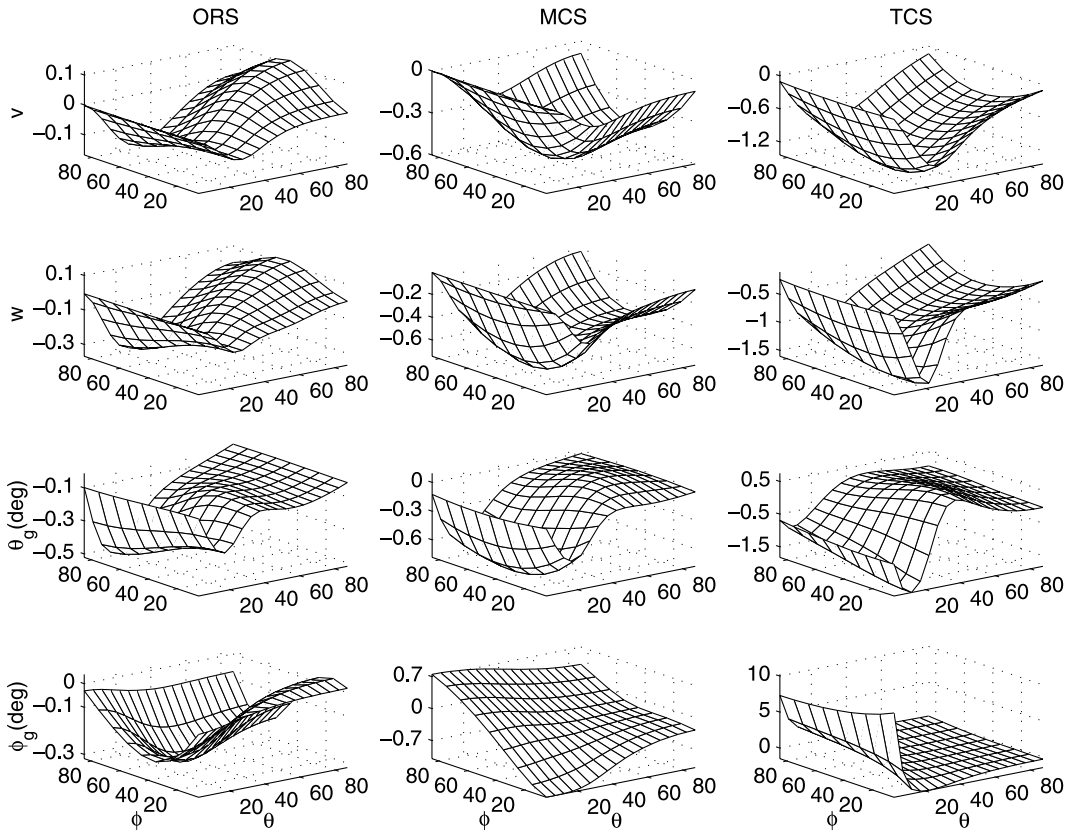 ORS MCS TCS
0.1 0 −0.1 v 80 60 40 20 20 40 60 80
0 −0.3 −0.6 80 60 40 20 20 40 60 80
0 −0.6 −1.2 80 60 40 20 20 40 60 80
0.1 −0.1 −0.3 w 80 60 40 20 20 40 60 80
−0.2 −0.4 −0.6 80 60 40 20 20 40 60 80
−0.5 −1 −1.5 80 60 40 20 20 40 60 80
−0.1 −0.3 −0.5 θg(deg) 80 60 40 20 20 40 60 80
0 −0.3 −0.6 80 60 40 20 20 40 60 80
0.5 −0.5 −1.5 80 60 40 20 20 40 60 80
0 −0.1 −0.3 ϕg(deg) 80 60 40 20 ϕ 20 40 60 80 θ
0.7 0 −0.7 80 60 40 20 ϕ 20 40 60 80 θ
10 5 0 80 60 40 20 ϕ 20 40 60 80 θ